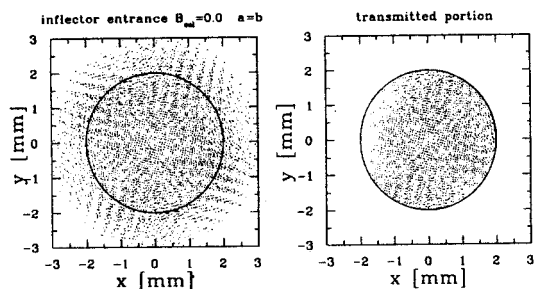 inflector entrance B_sol=0.0 a=b
transmitted portion
3
2
1
0
-1
-2
-3
y [mm]
-3 -2 -1 0 1 2 3
x [mm]
3
2
1
0
-1
-2
-3
y [mm]
-3 -2 -1 0 1 2 3
x [mm]